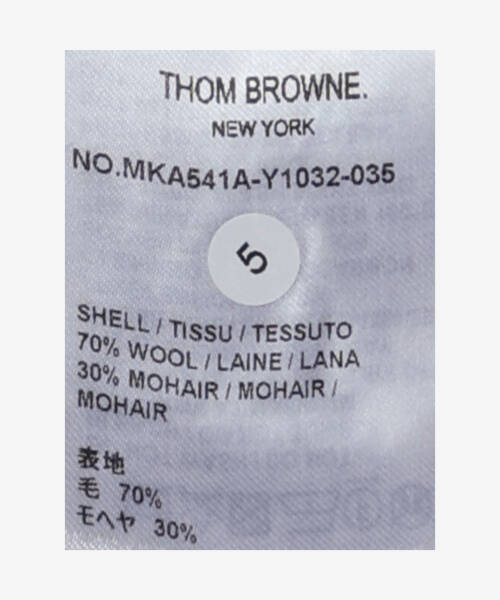 THOM BROWNE.
NEW YORK
NO.MKA541A-Y1032-035
5
SHELL / TISSU / TESSUTO
70% WOOL / LAINE / LANA
30% MOHAIR / MOHAIR /
MOHAIR
表地
毛 70%
モヘヤ 30%